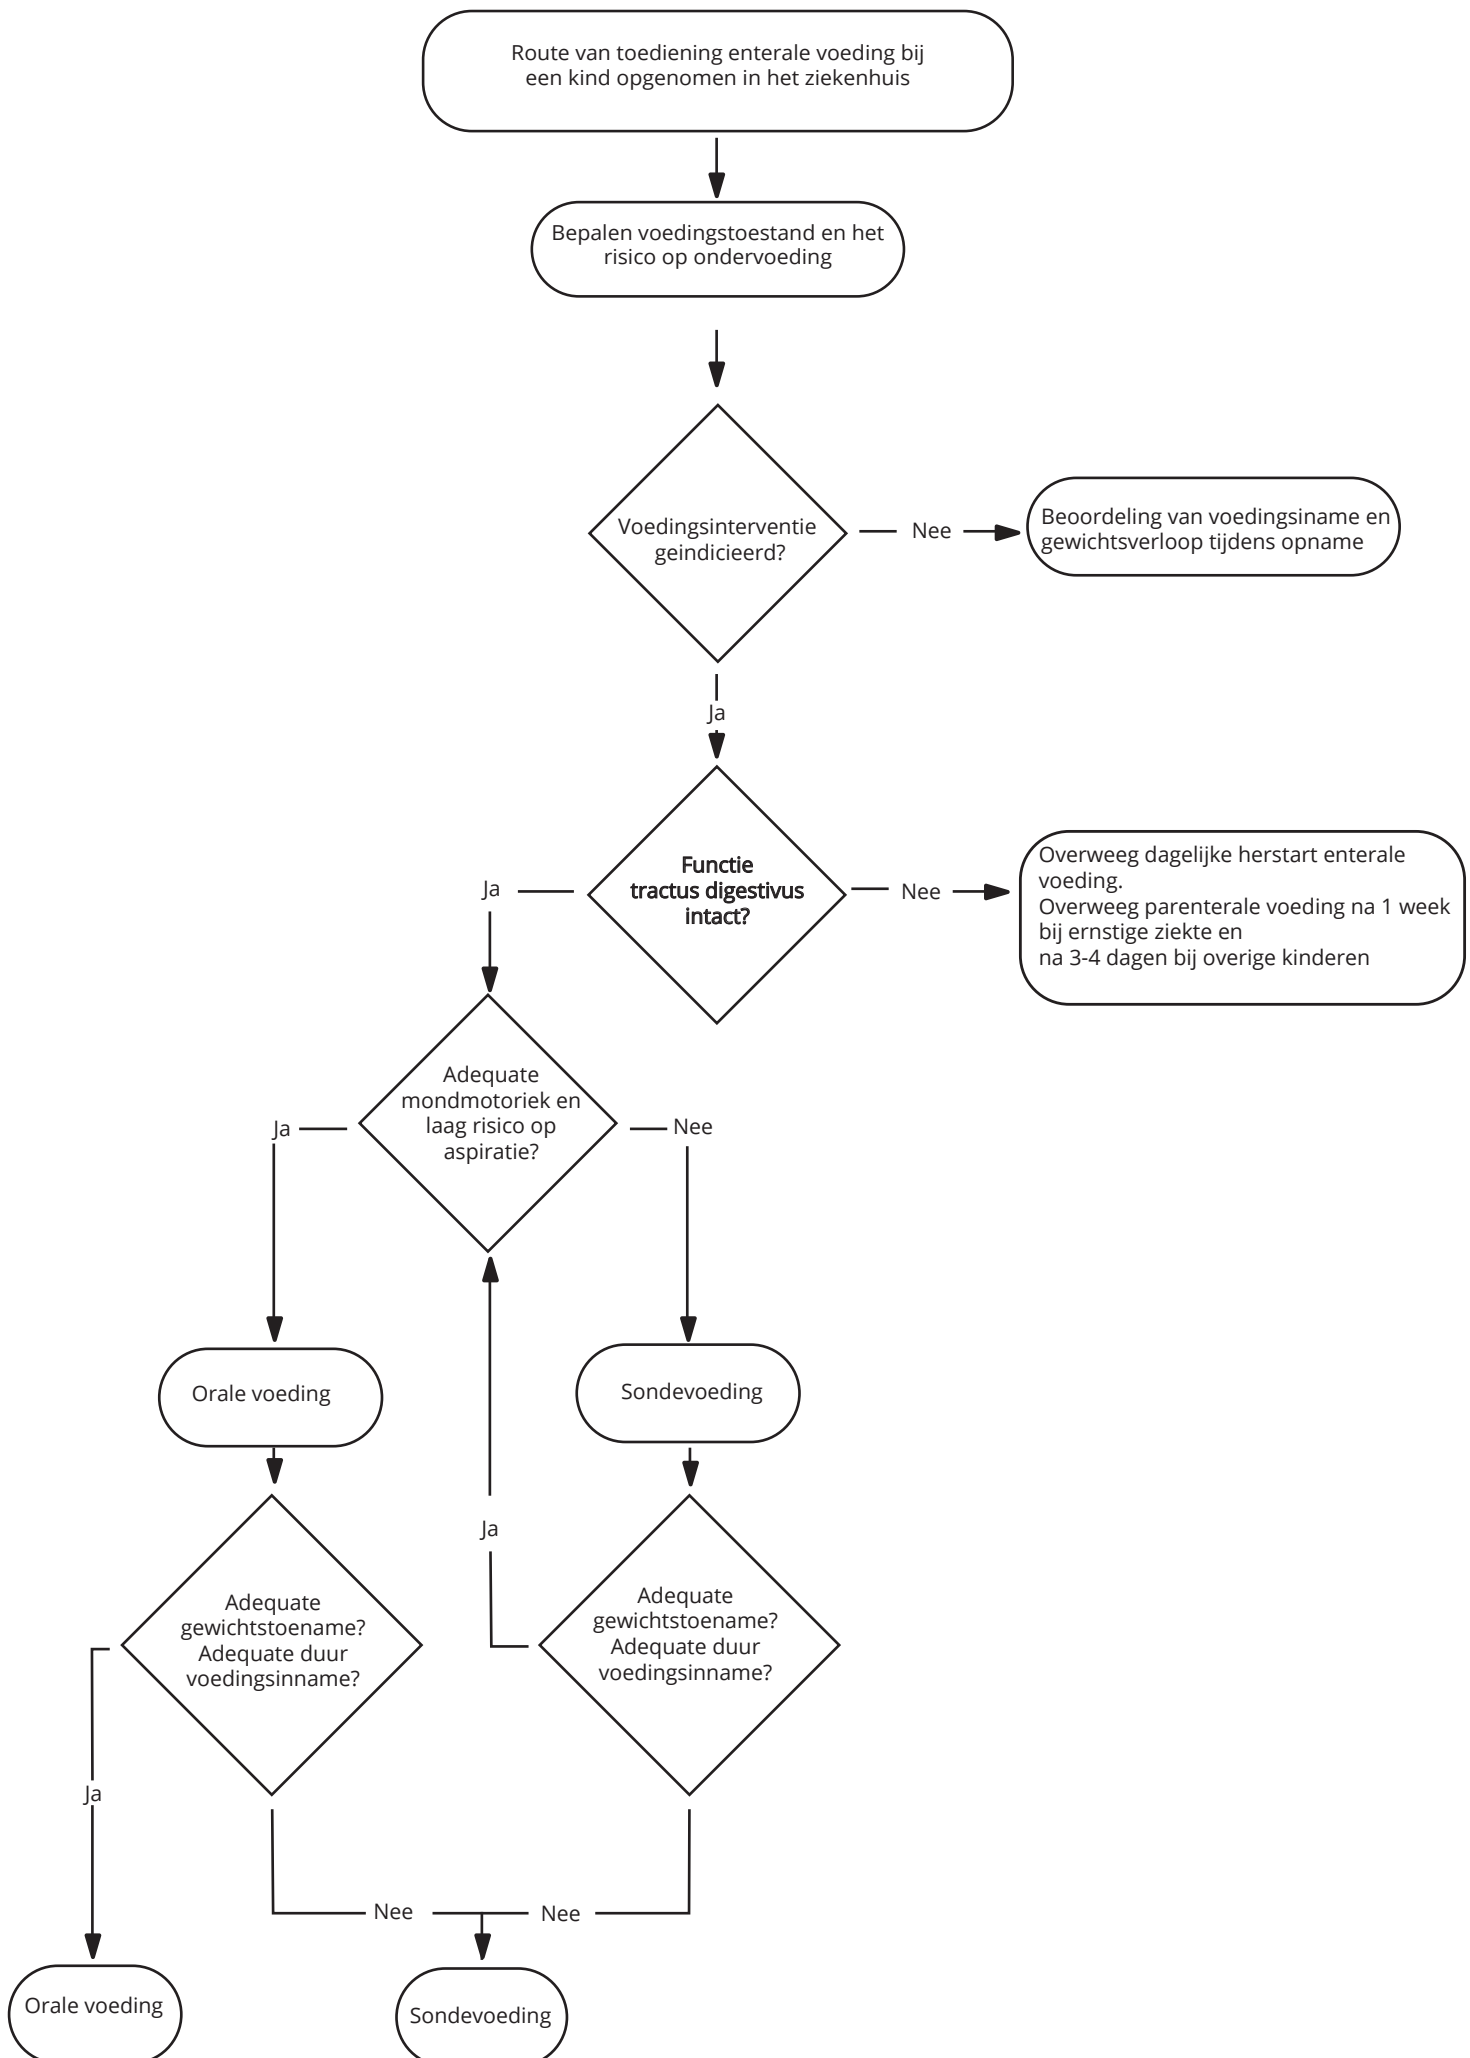 Route van toediening enterale voeding bij
een kind opgenomen in het ziekenhuis
Bepalen voedingstoestand en het
risico op ondervoeding
Voedingsinterventie
geindicieerd?
Nee
Beoordeling van voedingsiname en
gewichtsverloop tijdens opname
Ja
Functie
tractus digestivus
intact?
Ja
Nee
Overweeg dagelijke herstart enterale
voeding.
Overweeg parenterale voeding na 1 week
bij ernstige ziekte en
na 3-4 dagen bij overige kinderen
Adequate
mondmotoriek en
laag risico op
aspiratie?
Ja
Nee
Orale voeding
Sondevoeding
Ja
Adequate
gewichtstoename?
Adequate duur
voedingsinname?
Adequate
gewichtstoename?
Adequate duur
voedingsinname?
Ja
Nee
Nee
Orale voeding
Sondevoeding